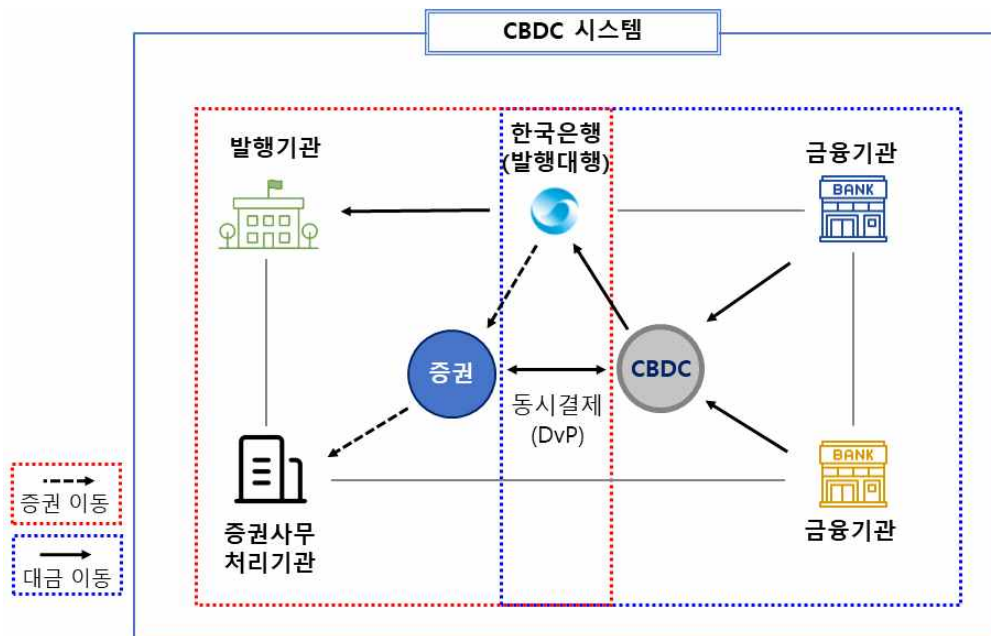 CBDC 시스템
발행기관
한국은행
(발행대행)
금융기관
BANK
증권
CBDC
동시결제
(DvP)
BANK
금융기관
증권사무
처리기관
증권 이동
대금 이동